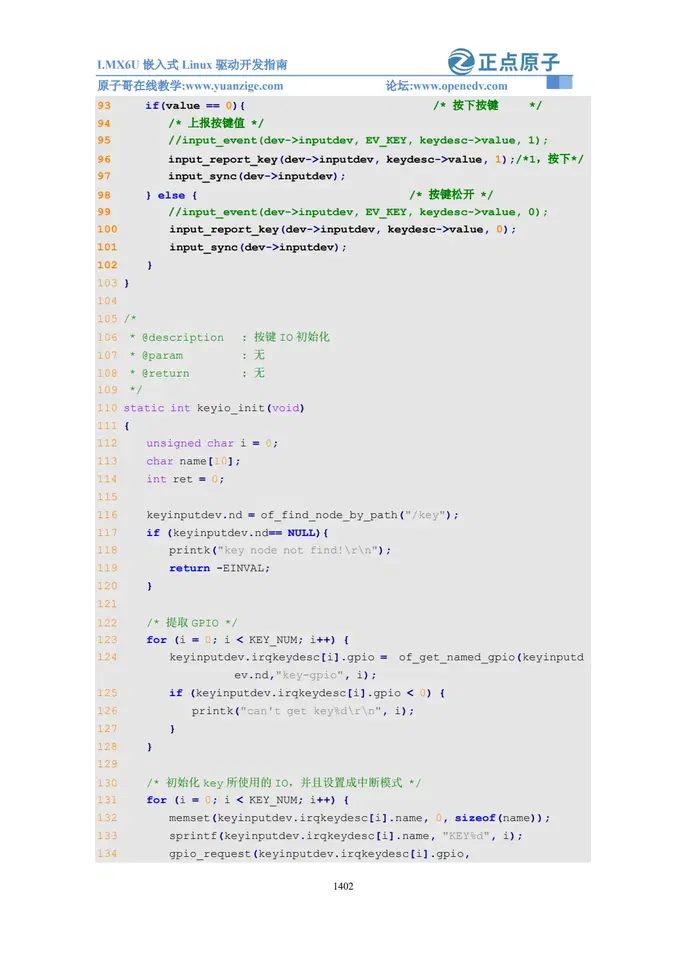 I.MX6U 嵌入式 Linux 驱动开发指南
正点原子
原子哥在线教学:www.yuanzige.com 论坛:www.openedv.com
93 if(value == 0){ /* 按下按键 */
94 /* 上报按键值 */
95 //input_event(dev->inputdev, EV_KEY, keydesc->value, 1);
96 input_report_key(dev->inputdev, keydesc->value, 1);/*1，按下*/
97 input_sync(dev->inputdev);
98 } else { /* 按键松开 */
99 //input_event(dev->inputdev, EV_KEY, keydesc->value, 0);
100 input_report_key(dev->inputdev, keydesc->value, 0);
101 input_sync(dev->inputdev);
102 }
103 }
104
105 /*
106 * @description : 按键 IO 初始化
107 * @param : 无
108 * @return : 无
109 */
110 static int keyio_init(void)
111 {
112 unsigned char i = 0;
113 char name[10];
114 int ret = 0;
115
116 keyinputdev.nd = of_find_node_by_path("/key");
117 if (keyinputdev.nd== NULL){
118 printk("key node not find!\r\n");
119 return -EINVAL;
120 }
121
122 /* 提取 GPIO */
123 for (i = 0; i < KEY_NUM; i++) {
124 keyinputdev.irqkeydesc[i].gpio = of_get_named_gpio(keyinputd
ev.nd,"key-gpio", i);
125 if (keyinputdev.irqkeydesc[i].gpio < 0) {
126 printk("can't get key%d\r\n", i);
127 }
128 }
129
130 /* 初始化 key 所使用的 IO，并且设置成中断模式 */
131 for (i = 0; i < KEY_NUM; i++) {
132 memset(keyinputdev.irqkeydesc[i].name, 0, sizeof(name));
133 sprintf(keyinputdev.irqkeydesc[i].name, "KEY%d", i);
134 gpio_request(keyinputdev.irqkeydesc[i].gpio,
1402